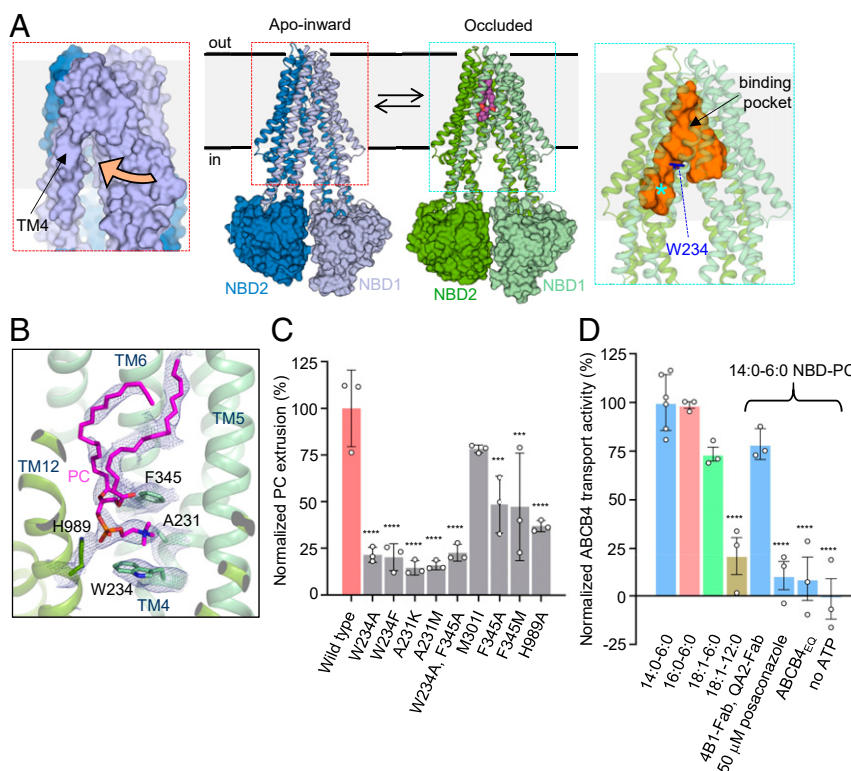 A
Apo-inward
Occluded
out
in
TM4
NBD2
NBD1
NBD2
NBD1
binding
pocket
*
W234
B
TM6
TM5
TM12
PC
F345
H989
A231
W234
TM4
C
Normalized PC extrusion (%)
125
100
75
50
25
0
****
****
****
****
****
***
***
****
Wild type
W234A
W234F
A231K
A231M
W234A, F345A
M301I
F345A
F345M
H989A
D
Normalized ABCB4 transport activity (%)
125
100
75
50
25
0
-25
14:0-6:0 NBD-PC
****
****
****
****
14:0-6:0
16:0-6:0
18:1-6:0
18:1-12:0
4B1-Fab, QA2-Fab
50 μM posaconazole
ABCB4EQ
no ATP